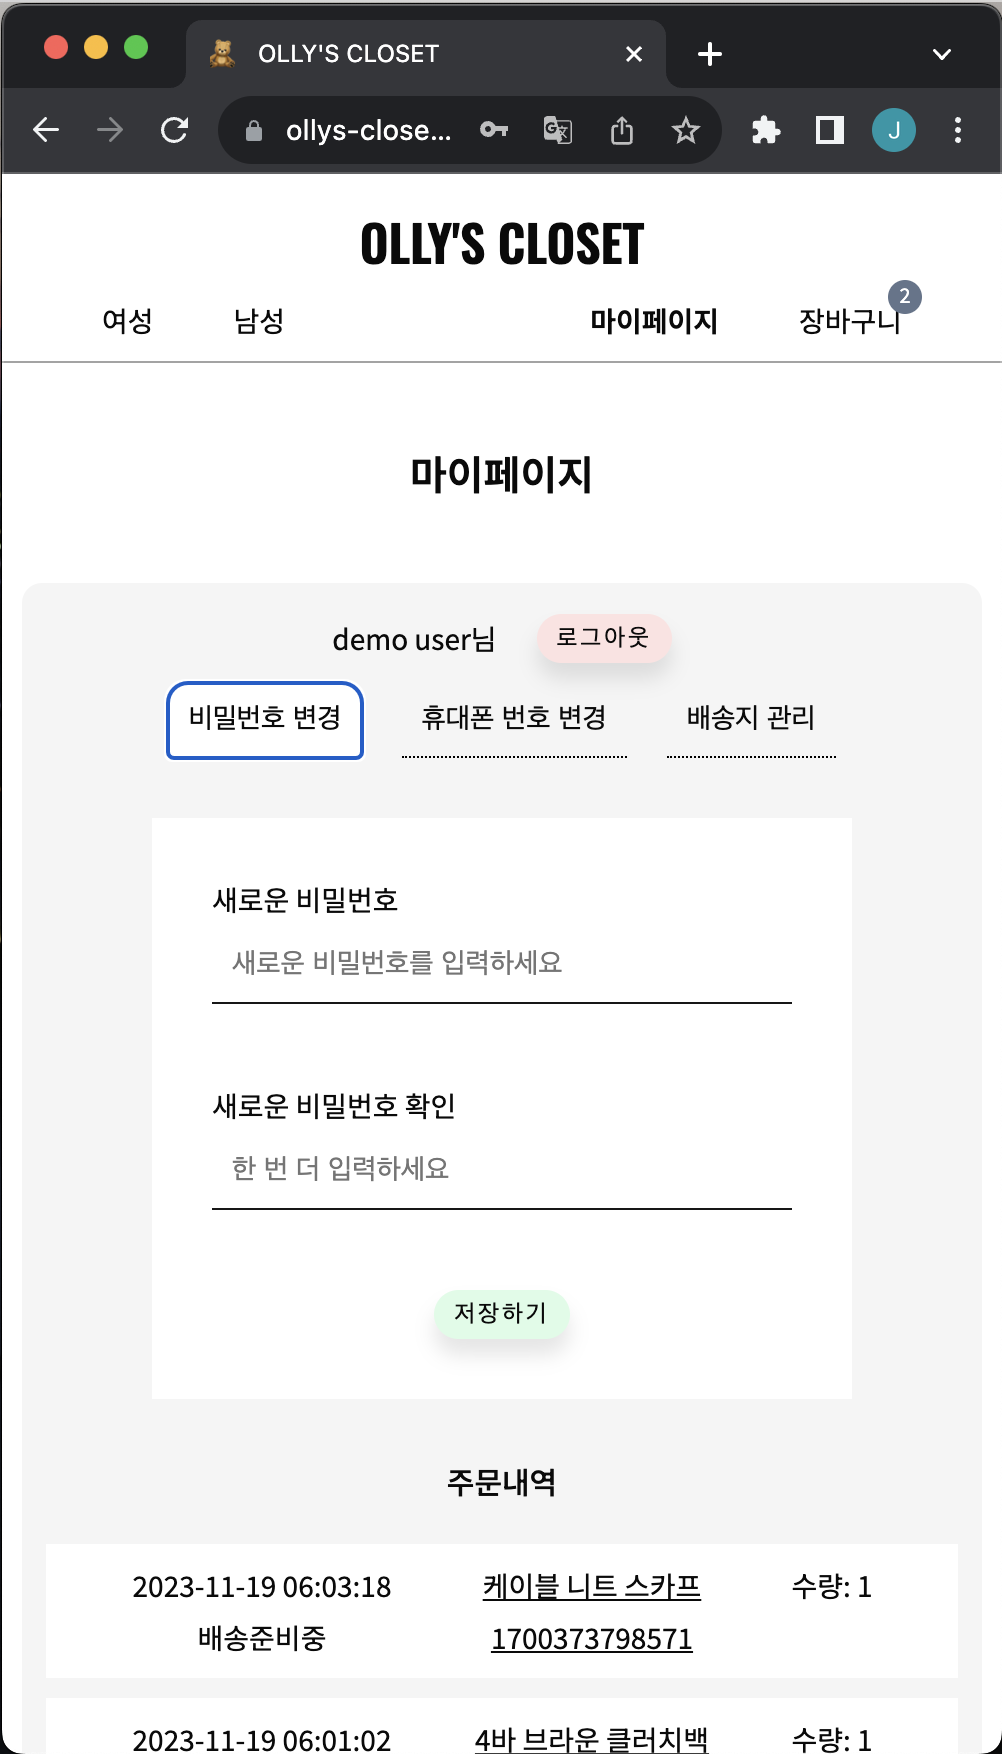 OLLY'S CLOSET
ollys-close...
J
OLLY'S CLOSET
여성 남성 마이페이지 장바구니 2
마이페이지
demo user님 로그아웃
비밀번호 변경 휴대폰 번호 변경 배송지 관리
새로운 비밀번호
새로운 비밀번호를 입력하세요
새로운 비밀번호 확인
한 번 더 입력하세요
저장하기
주문내역
2023-11-19 06:03:18 케이블 니트 스카프 수량: 1
배송준비중 1700373798571
2023-11-19 06:01:02 4바 브라운 클러치백 수량: 1